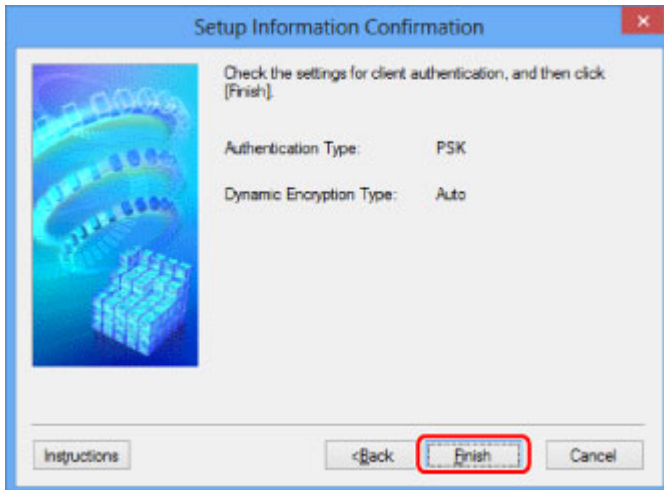 Setup Information Confirmation
Check the settings for client authentication, and then click
[Finish].
Authentication Type: PSK
Dynamic Encryption Type: Auto
Instructions <Back Finish Cancel